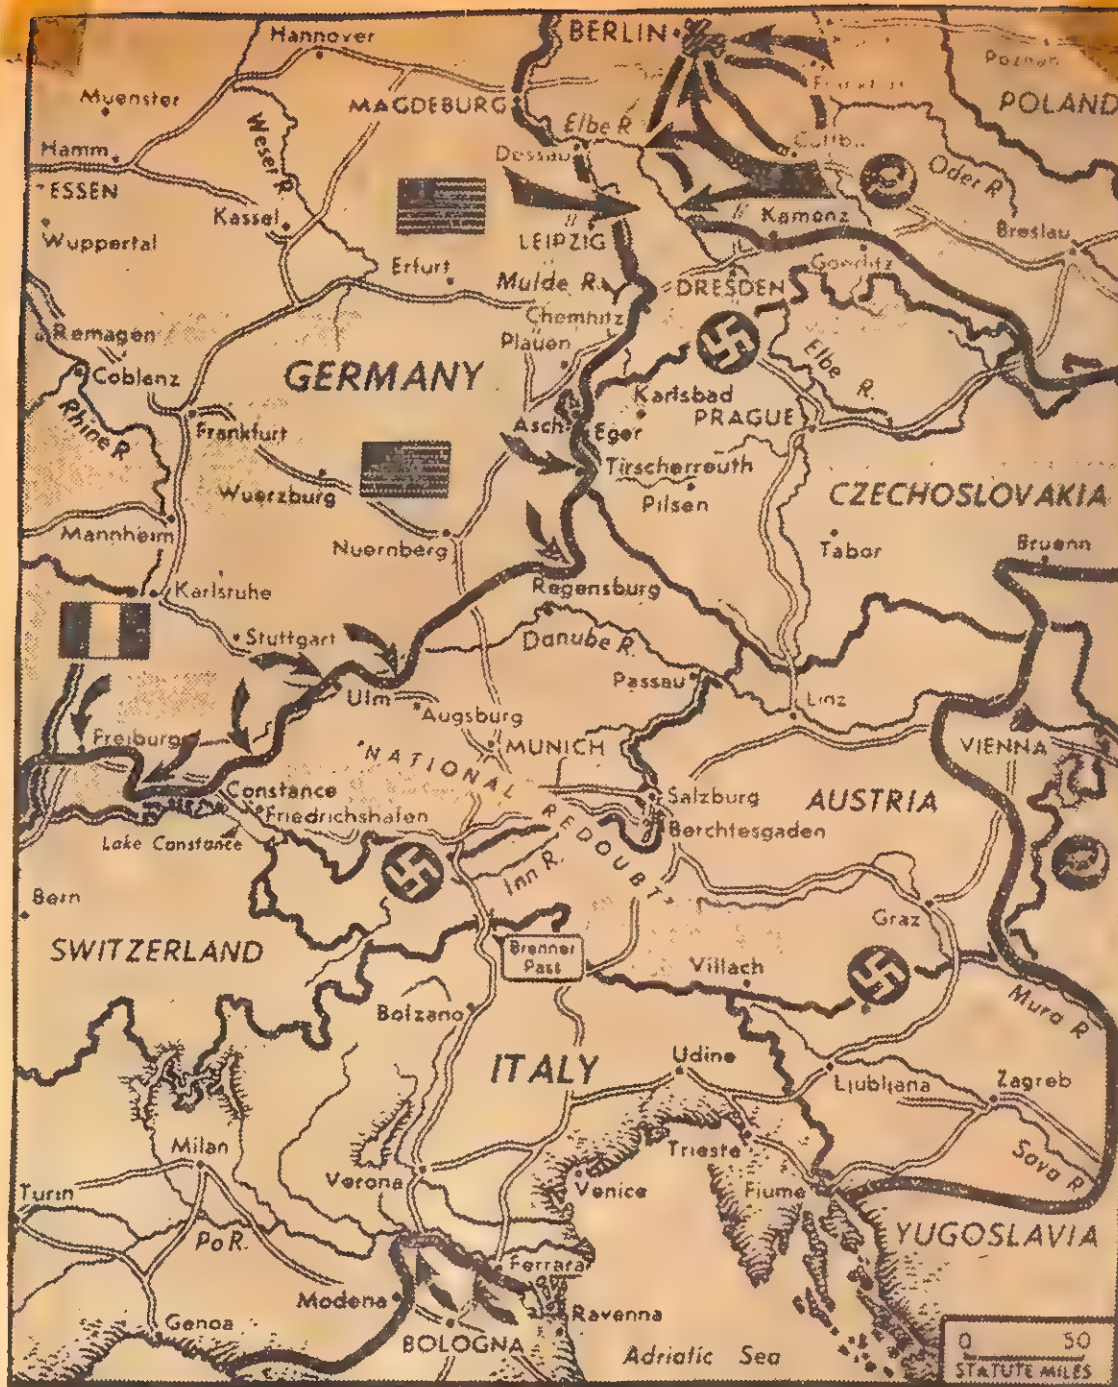 Hannover
BERLIN
Poznan
Muenster
MAGDEBURG
POLAND
Weser R.
Elbe R.
Hamm
Dessau
Oder R.
ESSEN
Kassel
Kamenz
Wuppertal
LEIPZIG
Breslau
Erfurt
Goerlitz
Mulde R.
DRESDEN
Chemnitz
Remagen
Plauen
Elbe R.
Coblenz
GERMANY
Karlsbad
Rhine R.
PRAGUE
Frankfurt
Asch
Eger
Tirscherreuth
Wuerzburg
Pilsen
CZECHOSLOVAKIA
Mannheim
Nuernberg
Tabor
Bruenn
Karlsruhe
Regensburg
Stuttgart
Danube R.
Passau
Ulm
Linz
Augsburg
Freiburg
MUNICH
VIENNA
NATIONAL REDOUBT
Constance
Salzburg
AUSTRIA
Friedrichshafen
Berchtesgaden
Lake Constance
Inn R.
Bern
Graz
SWITZERLAND
Brenner
Pass
Villach
Bolzano
Mura R.
ITALY
Udine
Ljubljana
Zagreb
Milan
Trieste
Sava R.
Verona
Venice
Fiume
Turin
Po R.
YUGOSLAVIA
Ferrara
Modena
Ravenna
Genoa
BOLOGNA
Adriatic Sea
0 50
STATUTE MILES